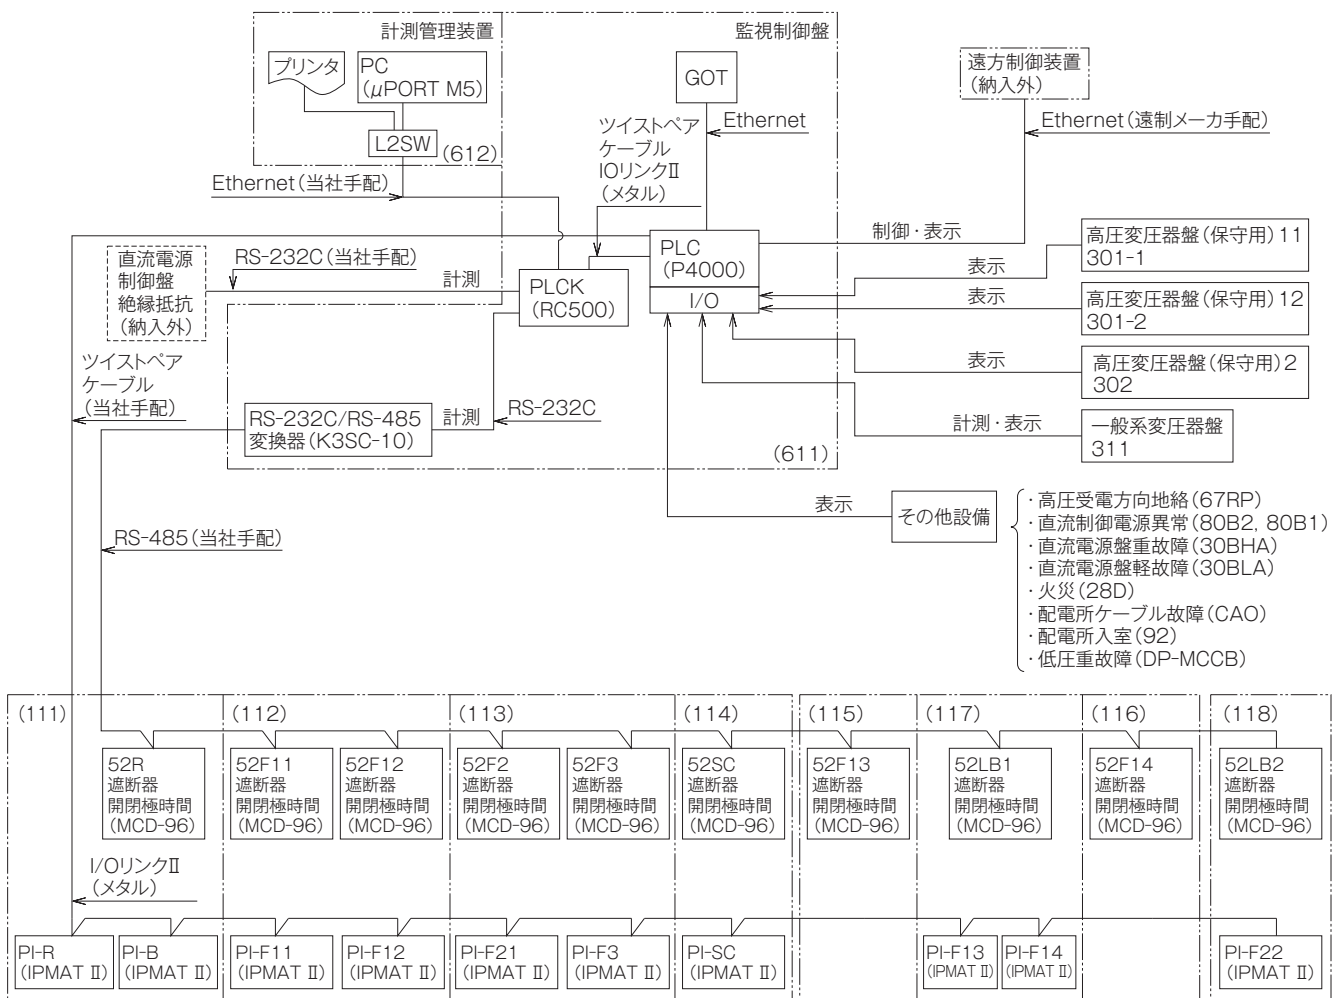 計測管理装置
監視制御盤
プリンタ
PC
(μPORT M5)
L2SW
(612)
GOT
Ethernet
遠方制御装置
(納入外)
Ethernet(遠制メーカ手配)
ツイストペア
ケーブル
IOリンクⅡ
(メタル)
Ethernet(当社手配)
直流電源
制御盤
絶縁抵抗
(納入外)
RS-232C(当社手配)
計測
PLCK
(RC500)
PLC
(P4000)
I/O
制御・表示
表示
高圧変圧器盤(保守用)11
301-1
表示
高圧変圧器盤(保守用)12
301-2
表示
高圧変圧器盤(保守用)2
302
計測・表示
一般系変圧器盤
311
ツイストペア
ケーブル
(当社手配)
RS-232C/RS-485
変換器(K3SC-10)
計測
RS-232C
(611)
表示
その他設備
・高圧受電方向地絡(67RP)
・直流制御電源異常(80B2, 80B1)
・直流電源盤重故障(30BHA)
・直流電源盤軽故障(30BLA)
・火災(28D)
・配電所ケーブル故障(CAO)
・配電所入室(92)
・低圧重故障(DP-MCCB)
RS-485(当社手配)
(111)
(112)
(113)
(114)
(115)
(117)
(116)
(118)
52R
遮断器
開閉極時間
(MCD-96)
52F11
遮断器
開閉極時間
(MCD-96)
52F12
遮断器
開閉極時間
(MCD-96)
52F2
遮断器
開閉極時間
(MCD-96)
52F3
遮断器
開閉極時間
(MCD-96)
52SC
遮断器
開閉極時間
(MCD-96)
52F13
遮断器
開閉極時間
(MCD-96)
52LB1
遮断器
開閉極時間
(MCD-96)
52F14
遮断器
開閉極時間
(MCD-96)
52LB2
遮断器
開閉極時間
(MCD-96)
I/OリンクⅡ
(メタル)
PI-R
(IPMAT Ⅱ)
PI-B
(IPMAT Ⅱ)
PI-F11
(IPMAT Ⅱ)
PI-F12
(IPMAT Ⅱ)
PI-F21
(IPMAT Ⅱ)
PI-F3
(IPMAT Ⅱ)
PI-SC
(IPMAT Ⅱ)
PI-F13
(IPMAT Ⅱ)
PI-F14
(IPMAT Ⅱ)
PI-F22
(IPMAT Ⅱ)